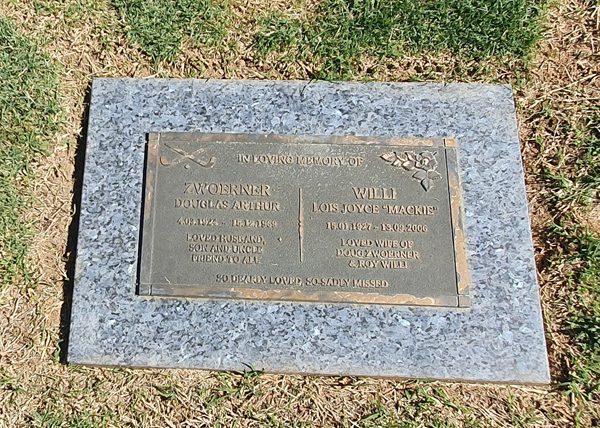 IN LOVING MEMORY OF
ZWOERNER
DOUGLAS ARTHUR
LOVED HUSBAND,
SON AND UNCLE
FRIEND TO ALL
WILLI
LOIS JOYCE "MACKIE"
15.01.1927 - 13.09.2006
LOVED WIFE OF
DOUG ZWOERNER
& ROY WILLI
SO DEARLY LOVED, SO SADLY MISSED